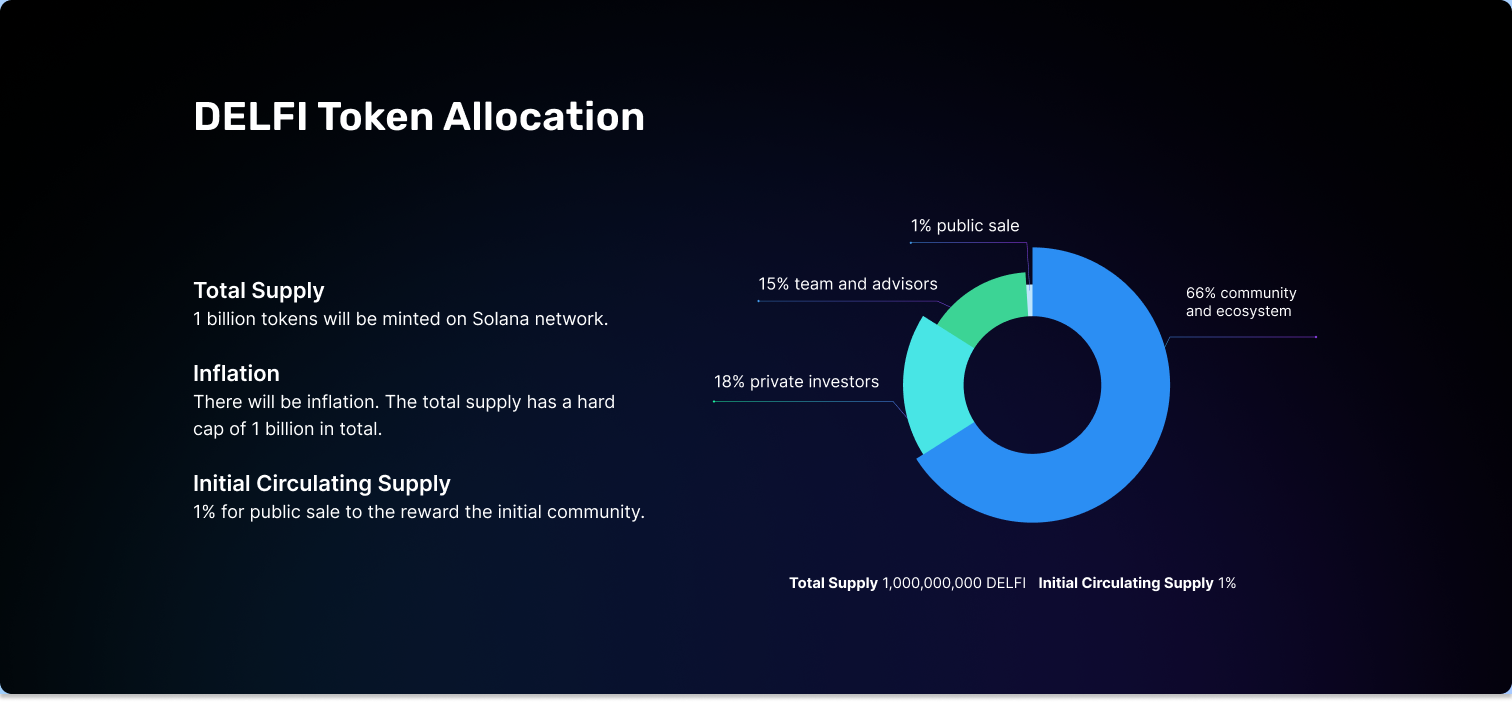 DELFI Token Allocation
Total Supply
1 billion tokens will be minted on Solana network.
Inflation
There will be inflation. The total supply has a hard
cap of 1 billion in total.
Initial Circulating Supply
1% for public sale to the reward the initial community.
1% public sale
15% team and advisors
66% community
and ecosystem
18% private investors
Total Supply 1,000,000,000 DELFI Initial Circulating Supply 1%